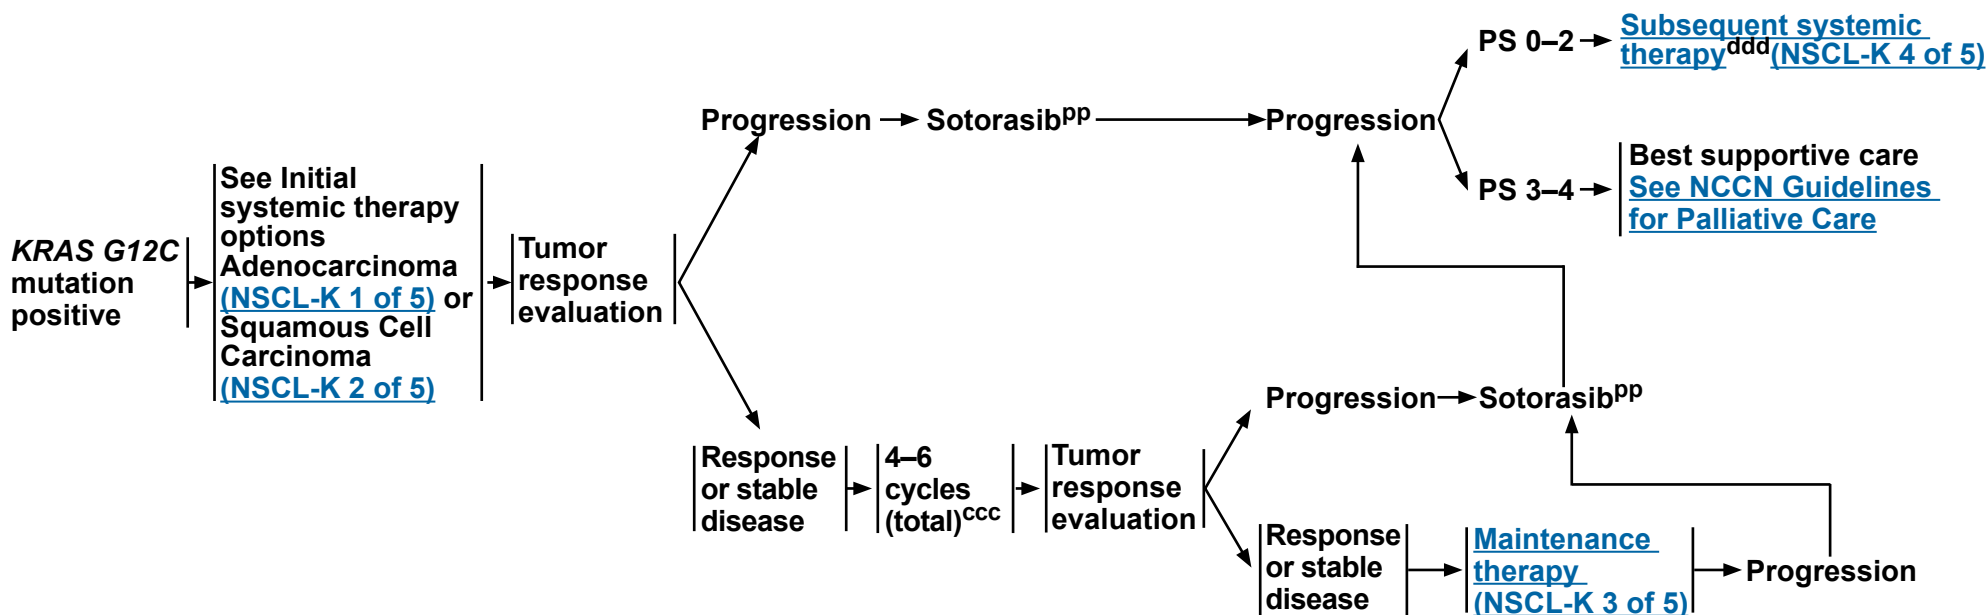 KRAS G12C
mutation
positive
See Initial
systemic therapy
options
Adenocarcinoma
(NSCL-K 1 of 5) or
Squamous Cell
Carcinoma
(NSCL-K 2 of 5)
Tumor
response
evaluation
Progression
Sotorasibpp
Progression
PS 0–2
Subsequent systemic
therapyddd (NSCL-K 4 of 5)
PS 3–4
Best supportive care
See NCCN Guidelines
for Palliative Care
Response
or stable
disease
4–6
cycles
(total)ccc
Tumor
response
evaluation
Progression
Sotorasibpp
Response
or stable
disease
Maintenance
therapy
(NSCL-K 3 of 5)
Progression